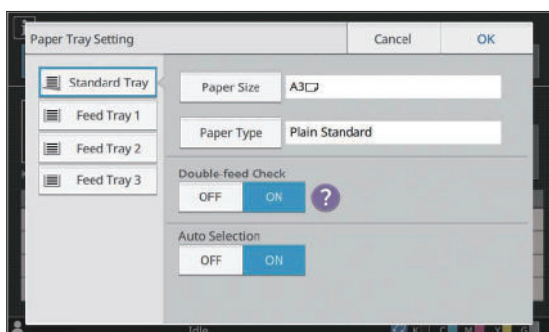 Paper Tray Setting Cancel OK
Standard Tray
Paper Size A3
Feed Tray 1
Paper Type Plain Standard
Feed Tray 2
Double-feed Check
Feed Tray 3
OFF ON ?
Auto Selection
OFF ON
Idle
K C M Y G